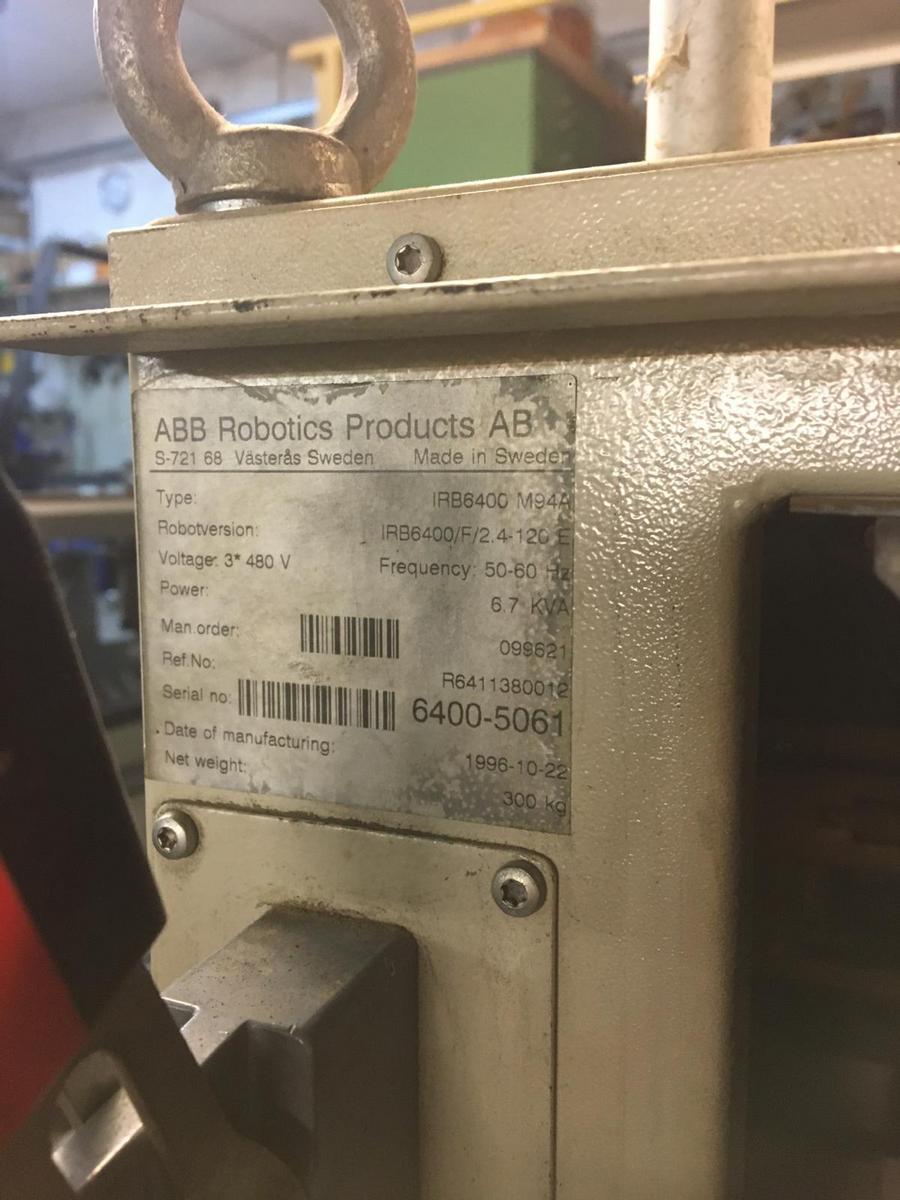 ABB Robotics Products AB
S-721 68 Västerås Sweden Made in Sweden
Type: IRB6400 M94A
Robotversion: IRB6400/F/2.4-120 E
Voltage: 3* 480 V Frequency: 50-60 Hz
Power: 6.7 KVA
Man.order: 099621
Ref.No: R6411380012
Serial no: 6400-5061
Date of manufacturing: 1996-10-22
Net weight: 300 kg